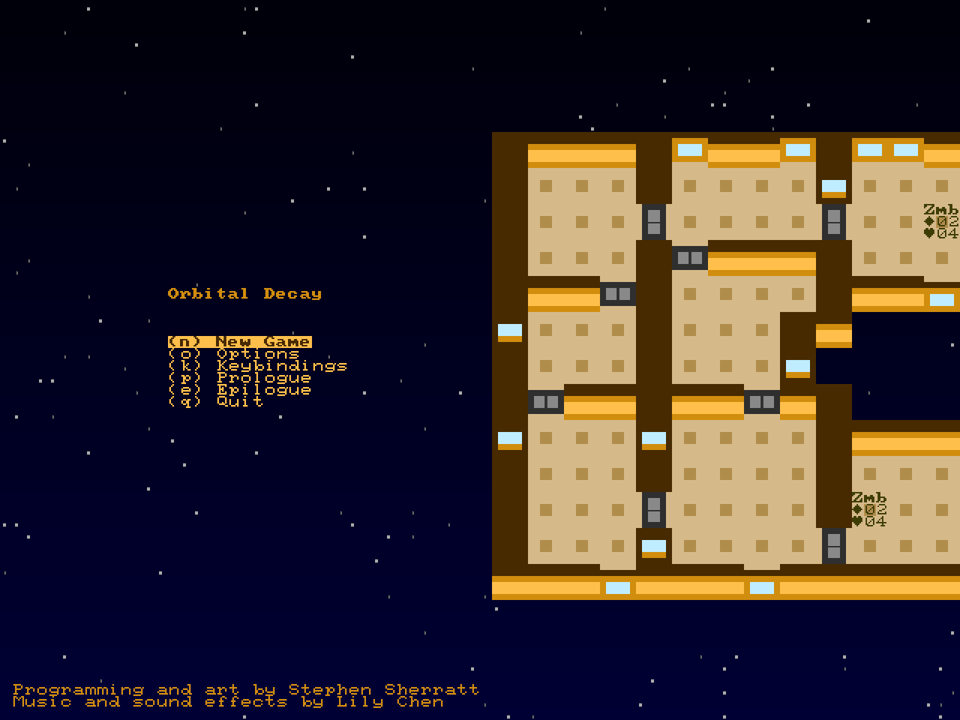 Orbital Decay
(n) New Game
(o) Options
(k) Keybindings
(p) Prologue
(e) Epilogue
(q) Quit
Zmb
♦02
♥04
Zmb
♦02
♥04
Programming and art by Stephen Sherratt
Music and sound effects by Lily Chen